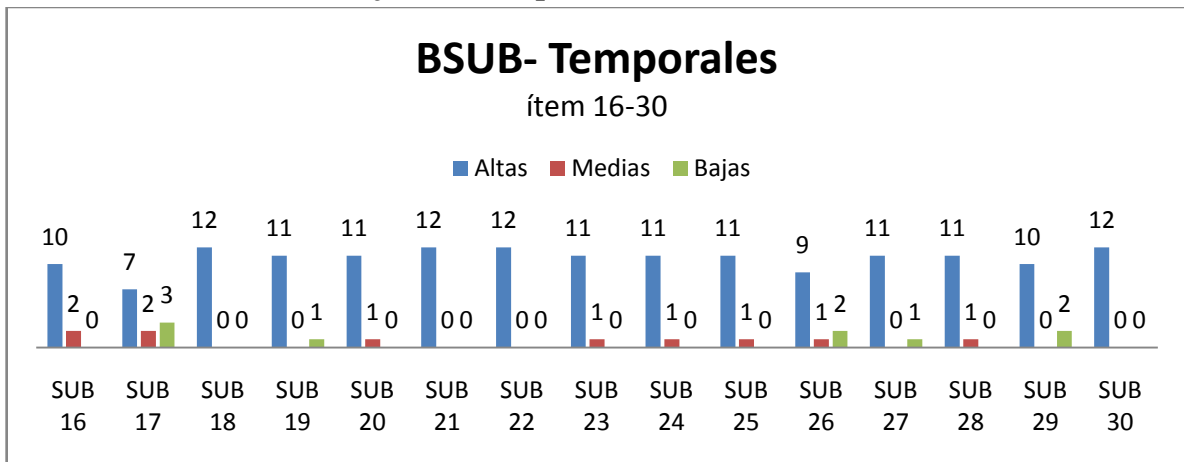 BSUB- Temporales
ítem 16-30
Altas Medias Bajas
10 2 0 7 2 3 12 0 0 11 0 1 11 1 0 12 0 0 12 0 0 11 1 0 11 1 0 11 1 0 9 1 2 11 0 1 11 1 0 10 0 2 12 0 0
SUB SUB SUB SUB SUB SUB SUB SUB SUB SUB SUB SUB SUB SUB SUB
16 17 18 19 20 21 22 23 24 25 26 27 28 29 30